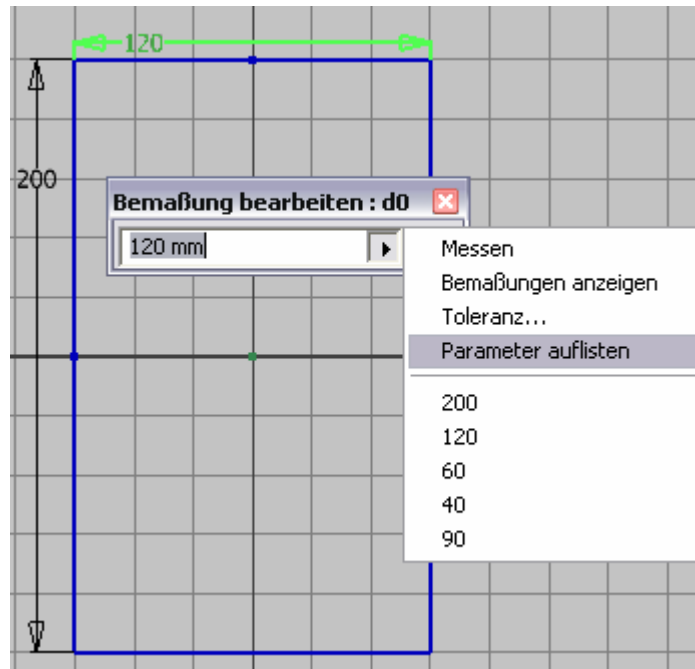 120
200
Bemaßung bearbeiten : d0
120 mm
Messen
Bemaßungen anzeigen
Toleranz...
Parameter auflisten
200
120
60
40
90